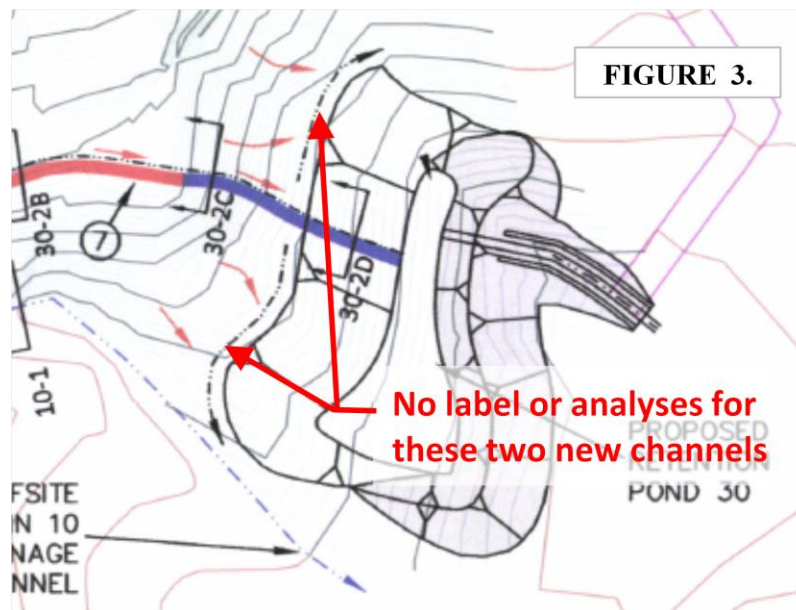 FIGURE 3.
30-2B
7
30-2C
30-2D
10-1
No label or analyses for
these two new channels
PROPOSED
RETENTION
POND 30
FSITE
N 10
NAGE
NNEL